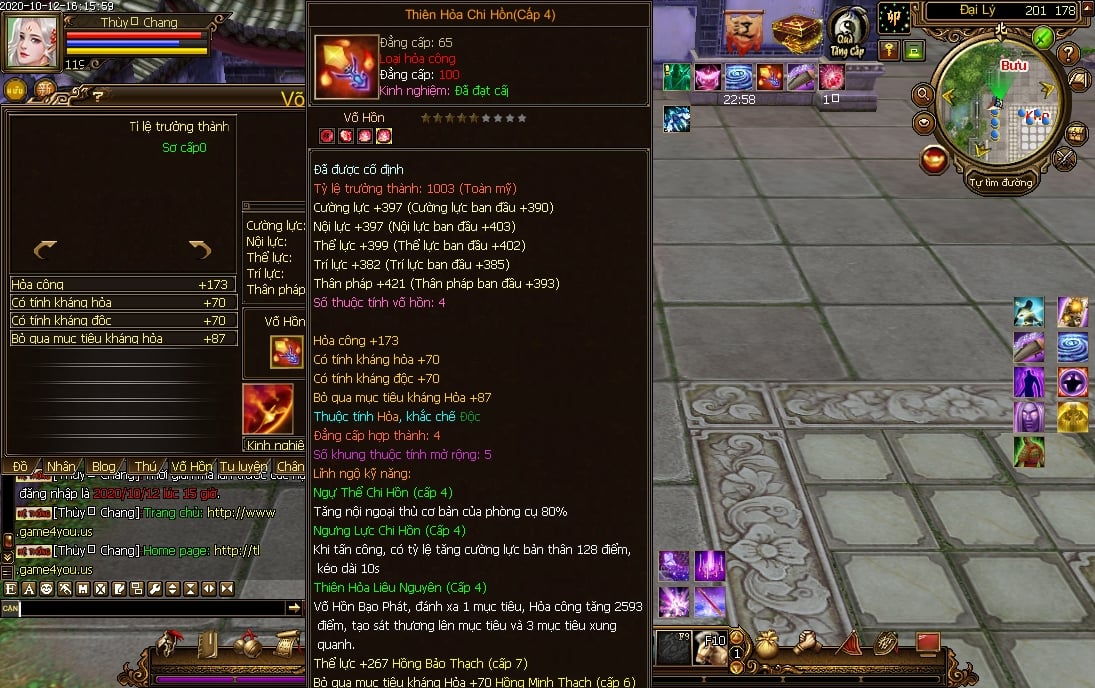 2020-10-12-16:15:59
Thùy□ Chang
119
Võ
Tỉ lệ trưởng thành
Sơ cấp0
Hỏa công +173
Có tính kháng hỏa +70
Có tính kháng độc +70
Bỏ qua mục tiêu kháng hỏa +87
Cường lực:
Nội lực:
Thể lực:
Trí lực:
Thân pháp
Võ Hồn
Kinh nghiệ
Đồ Nhân Blog Thú Võ Hồn Tu luyện Chân
đăng nhập là 2020/10/12 lúc 15 giờ.
[Thùy□ Chang]:Trang chủ: http://www
.game4you.us
[Thùy□ Chang]:Home page: http://tl
.game4you.us
CẬN
Thiên Hỏa Chi Hồn(Cấp 4)
Đẳng cấp: 65
Loại hỏa công
Đẳng cấp: 100
Kinh nghiệm: Đã đạt cấ
Võ Hồn
Đã được cố định
Tỷ lệ trưởng thành: 1003 (Toàn mỹ)
Cường lực +397 (Cường lực ban đầu +390)
Nội lực +397 (Nội lực ban đầu +403)
Thể lực +399 (Thể lực ban đầu +402)
Trí lực +382 (Trí lực ban đầu +385)
Thân pháp +421 (Thân pháp ban đầu +393)
Số thuộc tính võ hồn: 4
Hỏa công +173
Có tính kháng hỏa +70
Có tính kháng độc +70
Bỏ qua mục tiêu kháng Hỏa +87
Thuộc tính Hỏa, khắc chế Độc
Đẳng cấp hợp thành: 4
Số khung thuộc tính mở rộng: 5
Lĩnh ngộ kỹ năng:
Ngự Thể Chi Hồn (cấp 4)
Tăng nội ngoại thủ cơ bản của phòng cụ 80%
Ngưng Lực Chi Hồn (Cấp 4)
Khi tấn công, có tỷ lệ tăng cường lực bản thân 128 điểm,
kéo dài 10s
Thiên Hỏa Liêu Nguyên (Cấp 4)
Võ Hồn Bạo Phát, đánh xa 1 mục tiêu, Hỏa công tăng 2593
điểm, tạo sát thương lên mục tiêu và 3 mục tiêu xung
quanh.
Thể lực +267 Hồng Bảo Thạch (cấp 7)
Bỏ qua mục tiêu kháng Hỏa +70 Hồng Minh Thạch (cấp 6)
Quà
Tăng Cấp
VIP
Đại Lý 201 178
北
Bưu
Tự tìm đường
22:58
1□
F9
F10
1